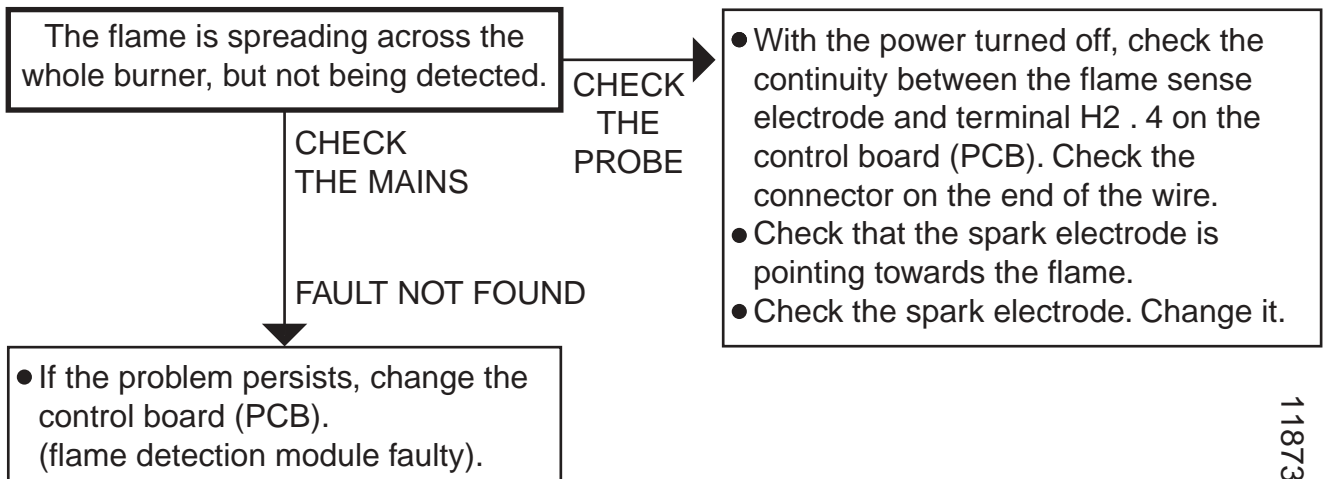 The flame is spreading across the
whole burner, but not being detected.
CHECK
THE
PROBE
● With the power turned off, check the
continuity between the flame sense
electrode and terminal H2 . 4 on the
control board (PCB). Check the
connector on the end of the wire.
● Check that the spark electrode is
pointing towards the flame.
● Check the spark electrode. Change it.
CHECK
THE MAINS
FAULT NOT FOUND
● If the problem persists, change the
control board (PCB).
(flame detection module faulty).
11873